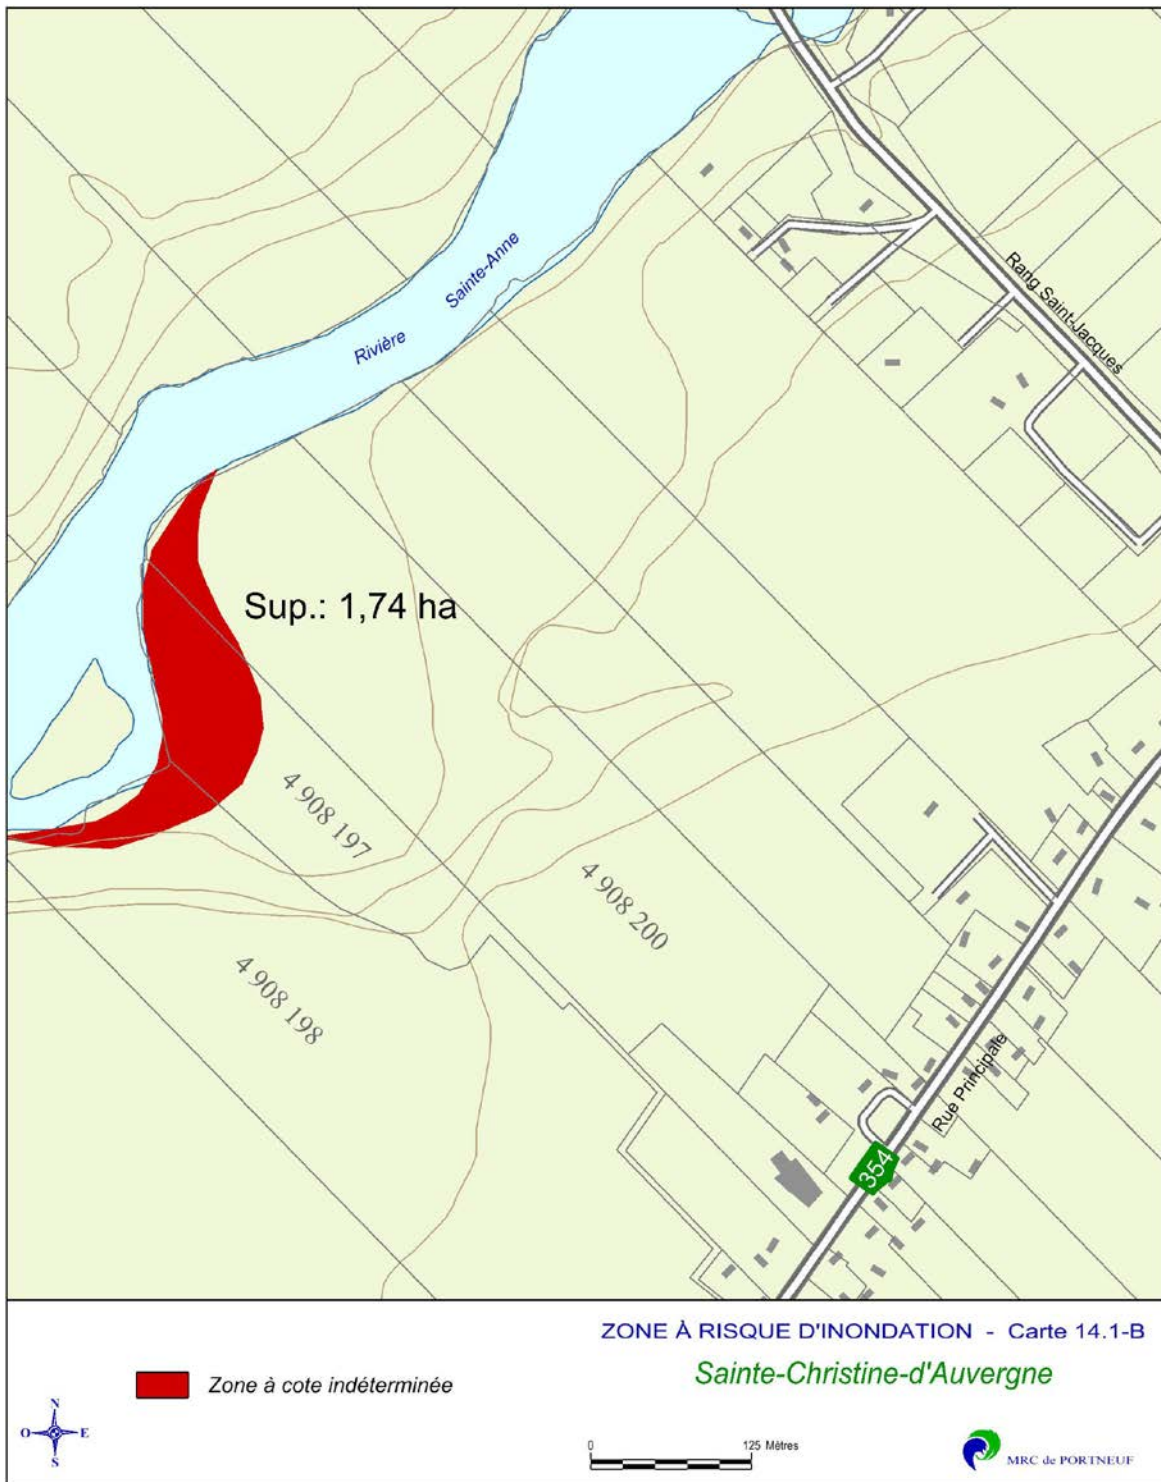 Rivière Sainte-Anne
Rang Saint-Jacques
Sup.: 1,74 ha
4 908 197
4 908 200
4 908 198
Rue Principale
354
ZONE À RISQUE D'INONDATION - Carte 14.1-B
Sainte-Christine-d'Auvergne
Zone à cote indéterminée
N
O E
S
0 125 Mètres
MRC de PORTNEUF